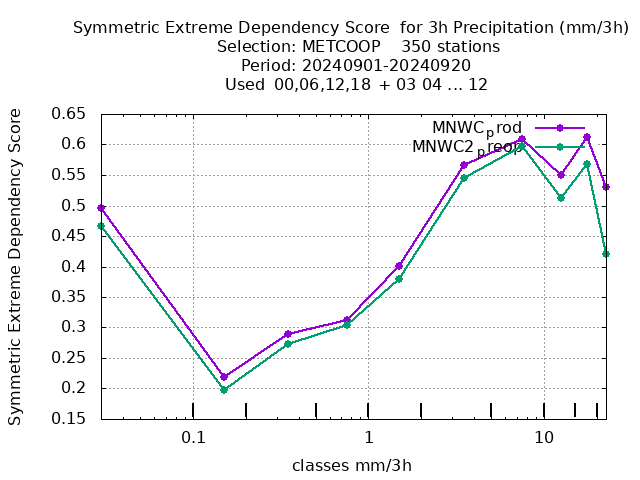 Symmetric Extreme Dependency Score  for 3h Precipitation (mm/3h)
Selection: METCOOP    350 stations
Period: 20240901-20240920
Used  00,06,12,18  + 03 04 ... 12
MNWCprod
MNWC2preop
0.65
0.6
0.55
0.5
0.45
0.4
0.35
0.3
0.25
0.2
0.15
Symmetric Extreme Dependency Score
0.1
1
10
classes mm/3h